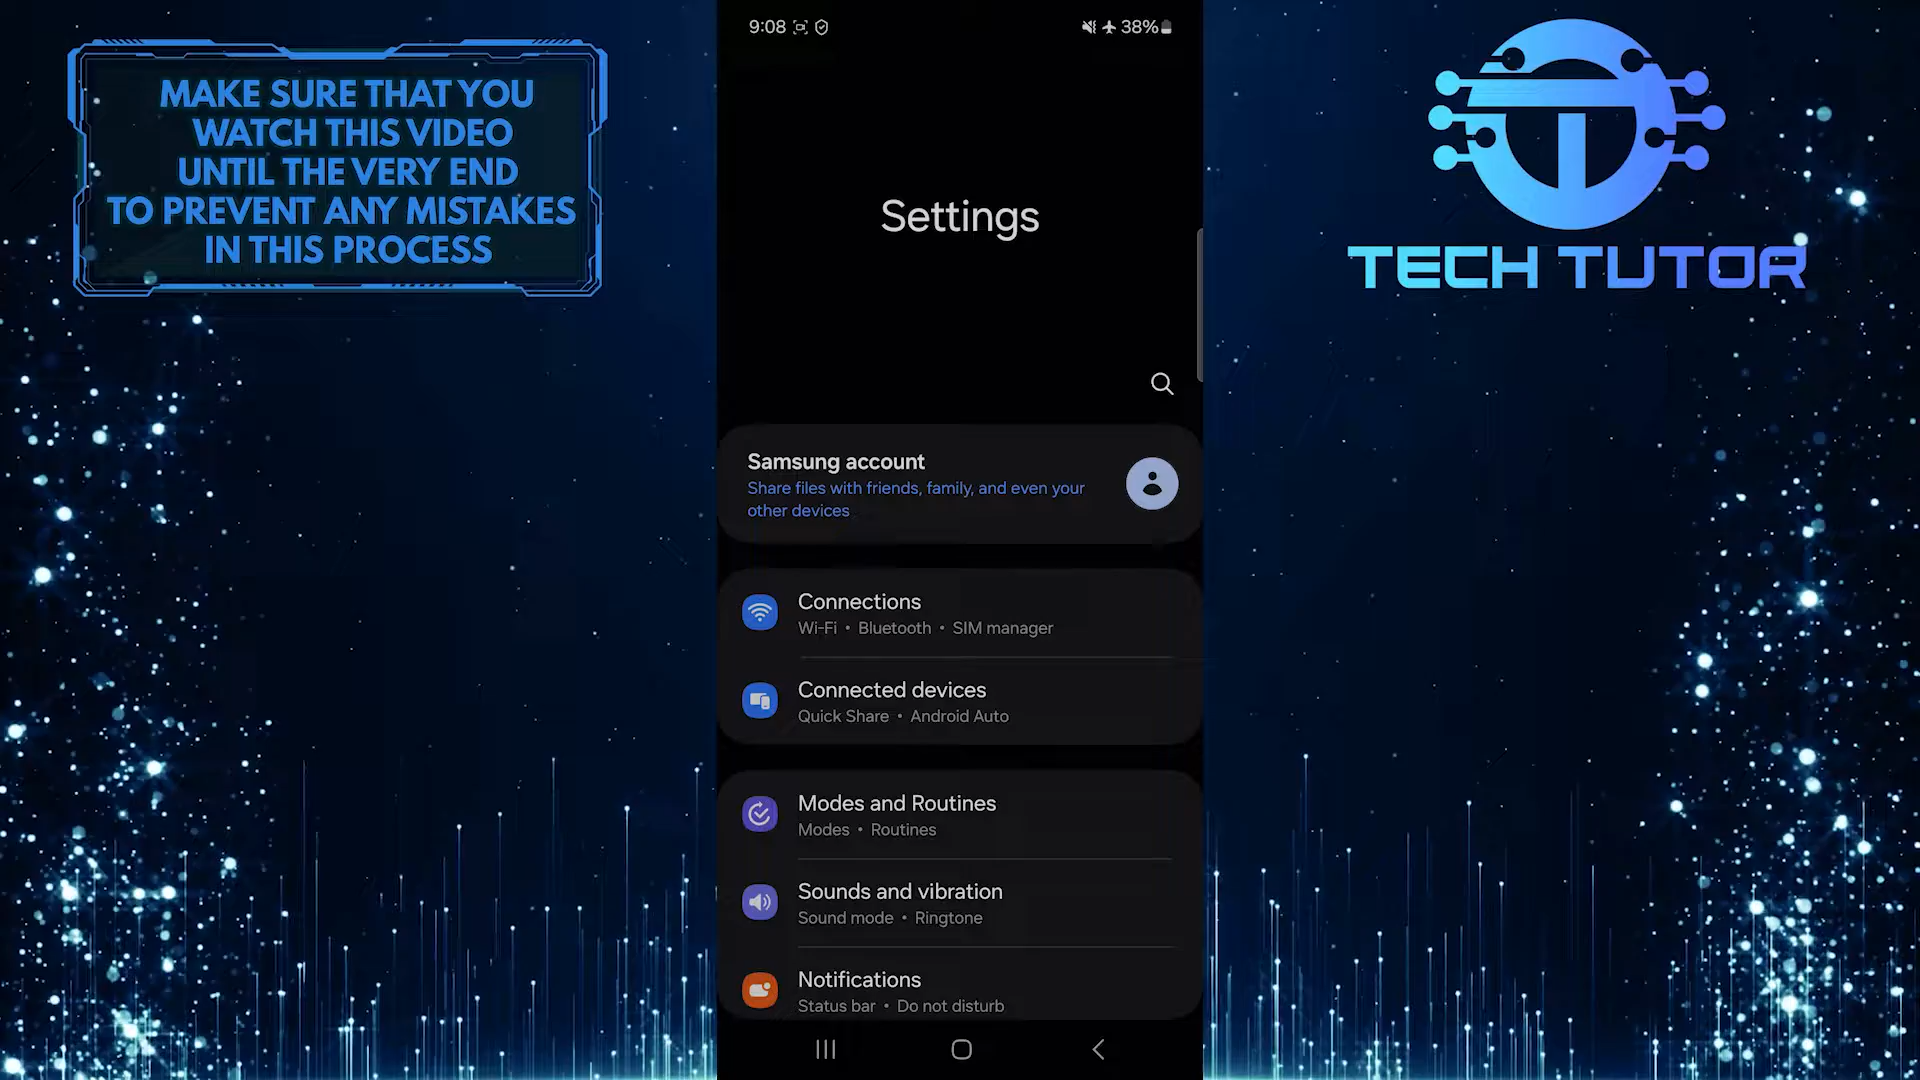 MAKE SURE THAT YOU
WATCH THIS VIDEO
UNTIL THE VERY END
TO PREVENT ANY MISTAKES
IN THIS PROCESS
9:08
38%
Settings
Samsung account
Share files with friends, family, and even your
other devices
Connections
Wi-Fi • Bluetooth • SIM manager
Connected devices
Quick Share • Android Auto
Modes and Routines
Modes • Routines
Sounds and vibration
Sound mode • Ringtone
Notifications
Status bar • Do not disturb
TECH TUTOR